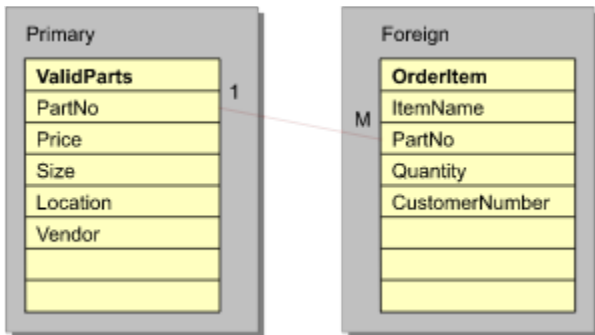 Primary
ValidParts
PartNo
Price
Size
Location
Vendor
1
M
Foreign
OrderItem
ItemName
PartNo
Quantity
CustomerNumber